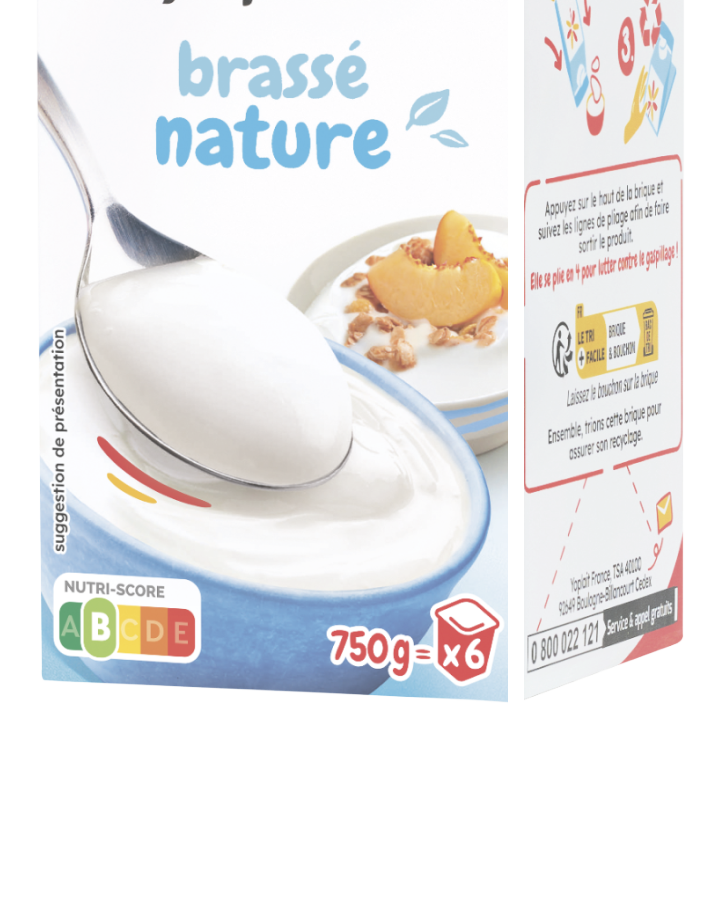 brassé
nature
suggestion de présentation
NUTRI-SCORE
A B C D E
750g= x6
3.
Appuyez sur le haut de la brique et
suivez les lignes de pliage afin de faire
sortir le produit.
Elle se plie en 4 pour lutter contre le gaspillage !
FR
LE TRI
+ FACILE
BRIQUE
& BOUCHON
Laissez le bouchon sur la brique
Ensemble, trions cette brique pour
assurer son recyclage.
Yoplait France, TSA 40100
92649 Boulogne-Billancourt Cedex
0 800 022 121 Service & appel gratuits